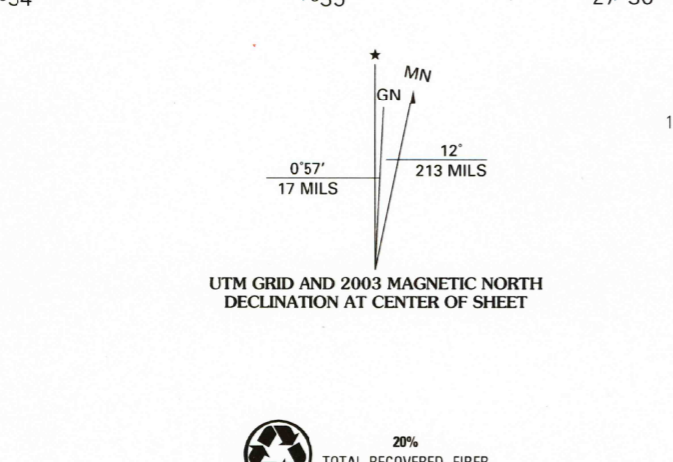 MN
GN
12°
213 MILS
0°57′
17 MILS
UTM GRID AND 2003 MAGNETIC NORTH
DECLINATION AT CENTER OF SHEET
20%
TOTAL RECOVERED FIBER